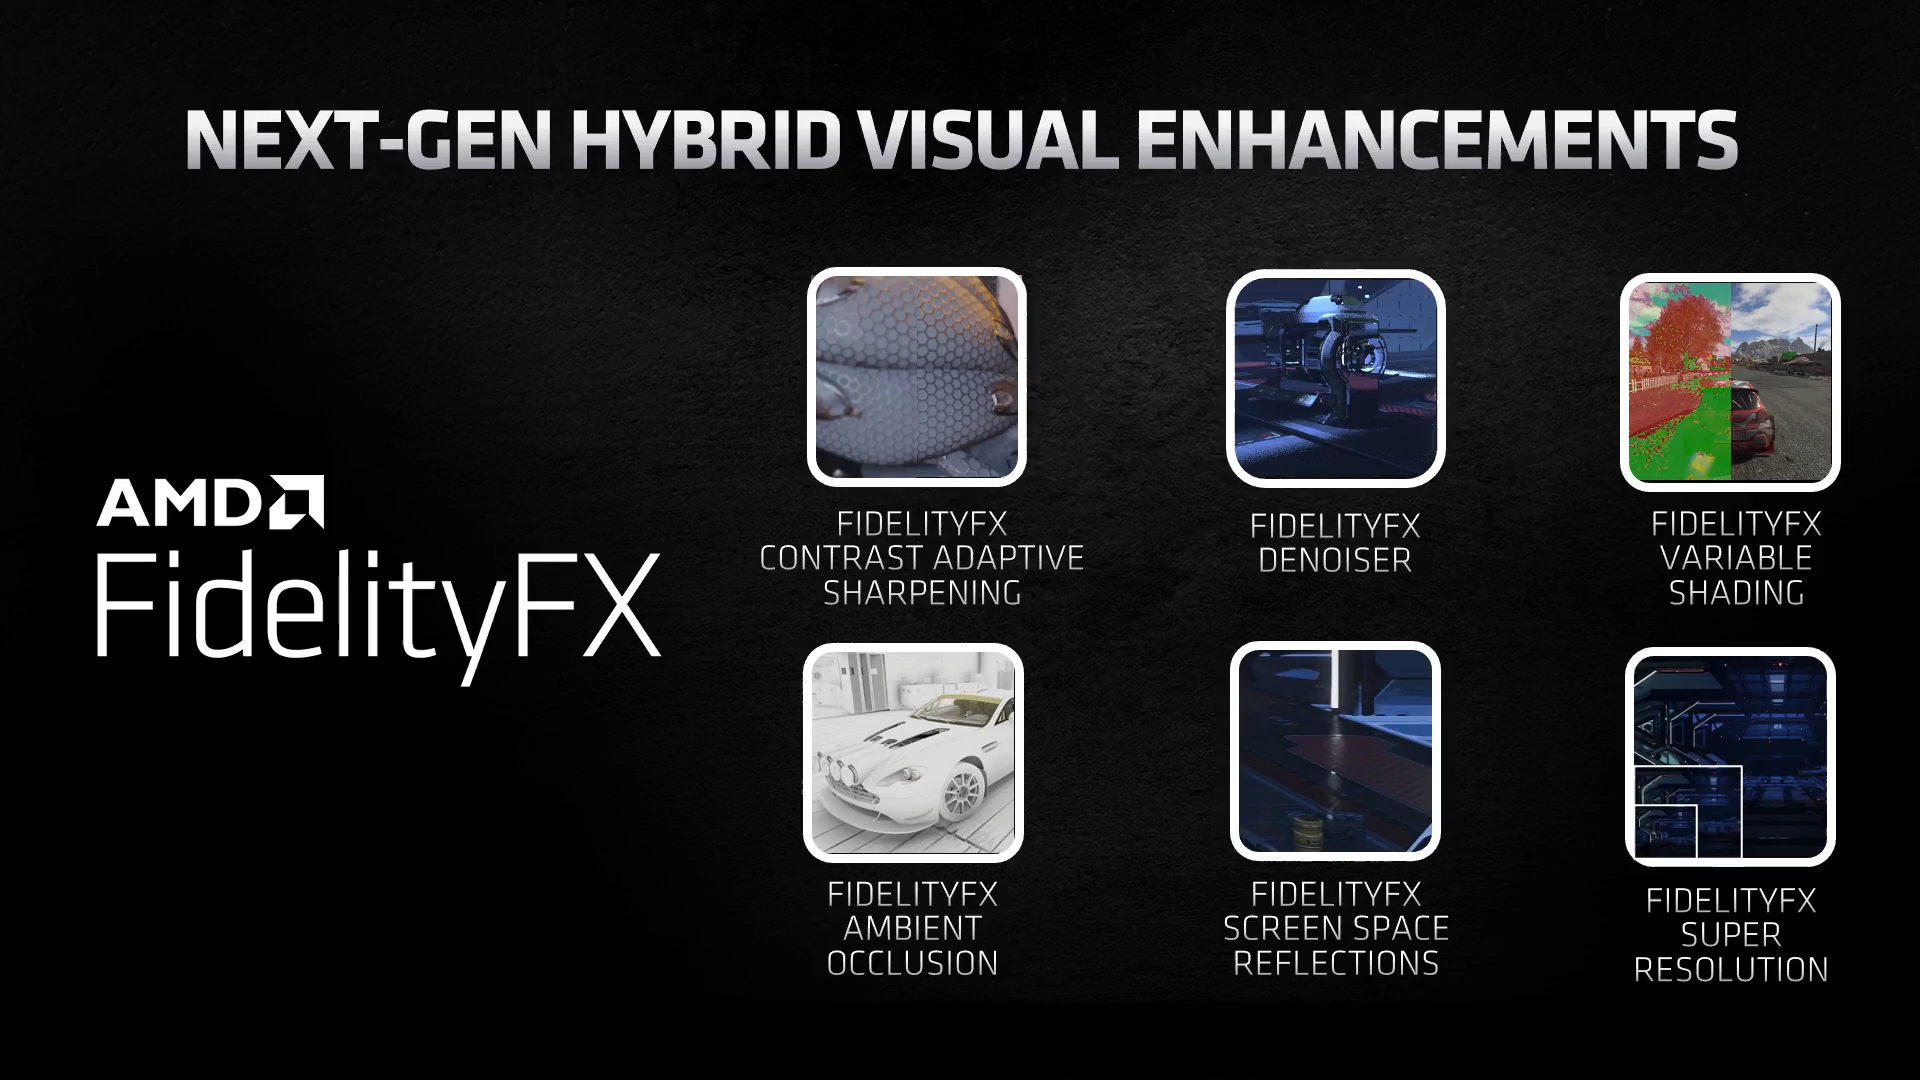 NEXT-GEN HYBRID VISUAL ENHANCEMENTS
AMD
FidelityFX
FIDELITYFX
CONTRAST ADAPTIVE
SHARPENING
FIDELITYFX
DENOISER
FIDELITYFX
VARIABLE
SHADING
FIDELITYFX
AMBIENT
OCCLUSION
FIDELITYFX
SCREEN SPACE
REFLECTIONS
FIDELITYFX
SUPER
RESOLUTION